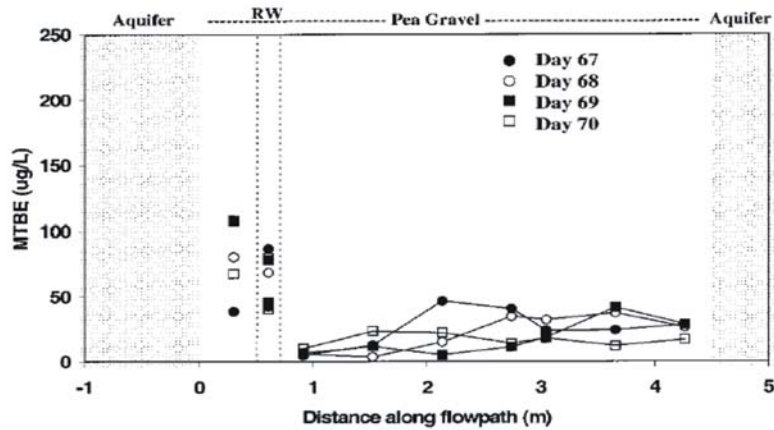 Aquifer RW Pea Gravel Aquifer
250
200
150
100
50
0
MTBE (ug/L)
Day 67
Day 68
Day 69
Day 70
-1 0 1 2 3 4 5
Distance along flowpath (m)